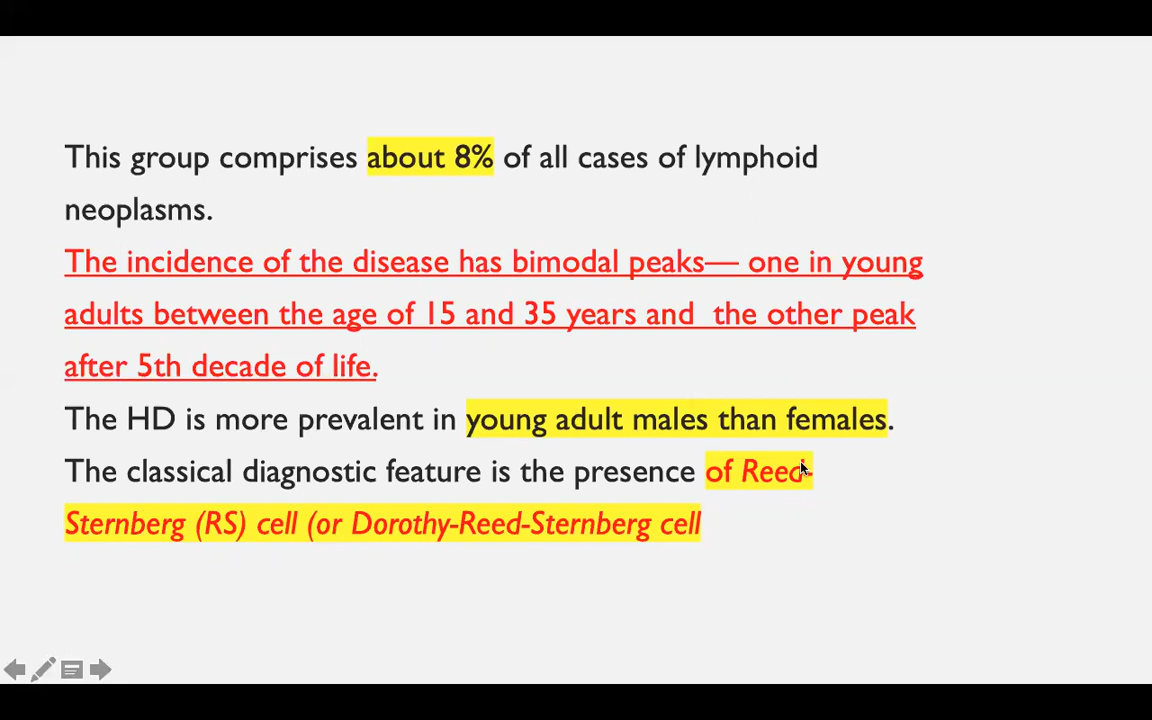 This group comprises about 8% of all cases of lymphoid
neoplasms.
The incidence of the disease has bimodal peaks— one in young
adults between the age of 15 and 35 years and  the other peak
after 5th decade of life.
The HD is more prevalent in young adult males than females.
The classical diagnostic feature is the presence of Reed-
Sternberg (RS) cell (or Dorothy-Reed-Sternberg cell